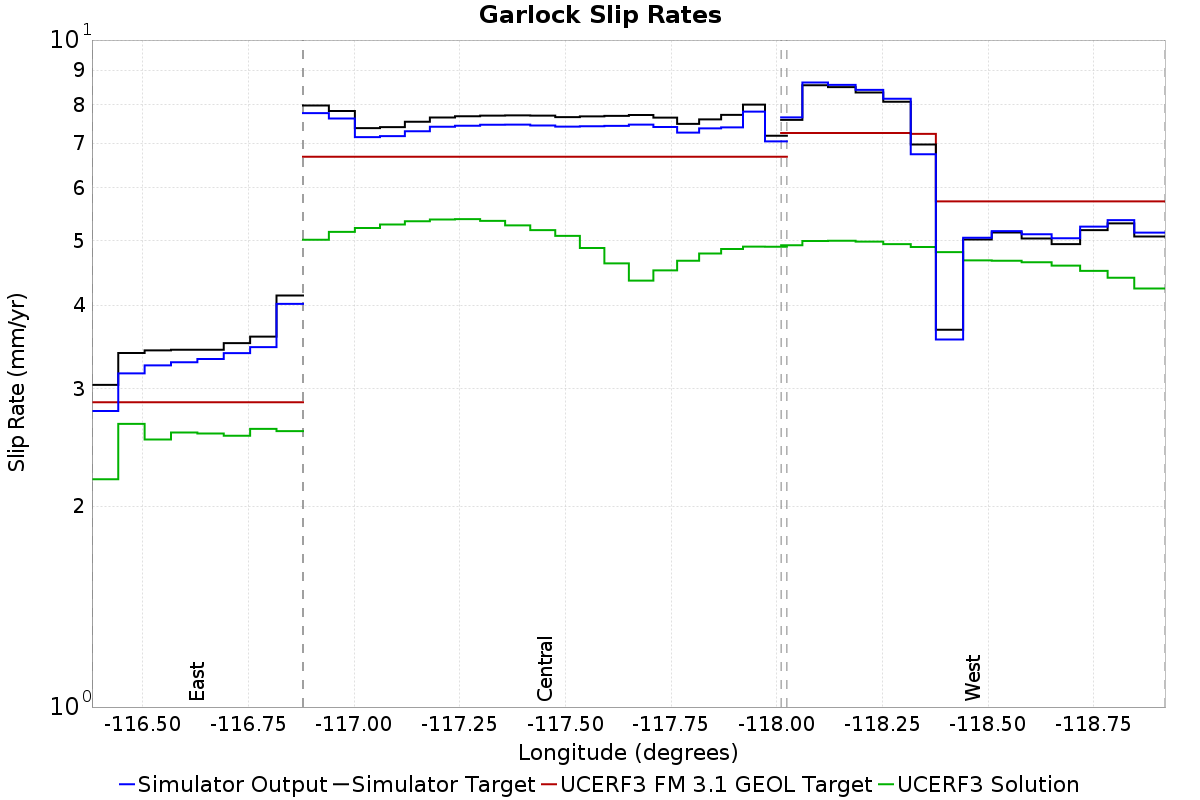 Garlock Slip Rates
10^1
9
8
7
6
5
4
3
2
10^0
Slip Rate (mm/yr)
East
Central
West
-116.50 -116.75 -117.00 -117.25 -117.50 -117.75 -118.00 -118.25 -118.50 -118.75
Longitude (degrees)
Simulator Output Simulator Target UCERF3 FM 3.1 GEOL Target UCERF3 Solution